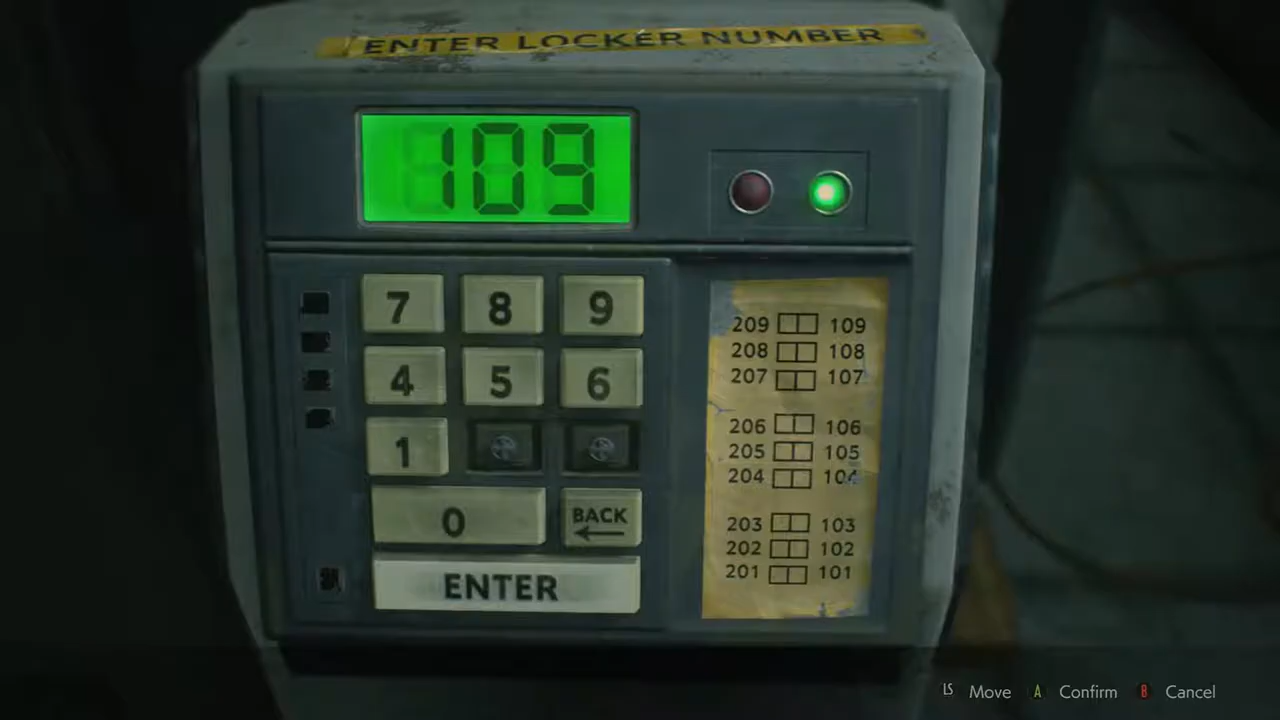 ENTER LOCKER NUMBER
109
7 8 9
4 5 6
1
0 BACK
ENTER
209 109
208 108
207 107
206 106
205 105
204 104
203 103
202 102
201 101
LS Move A Confirm B Cancel